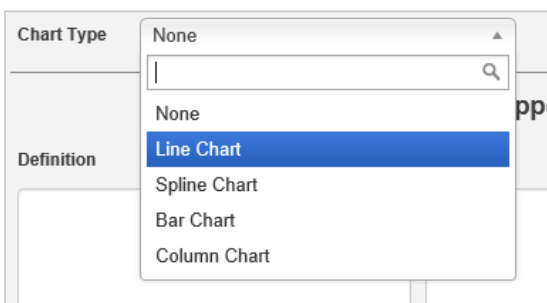 Chart Type None
None
Line Chart
Definition
Spline Chart
Bar Chart
Column Chart